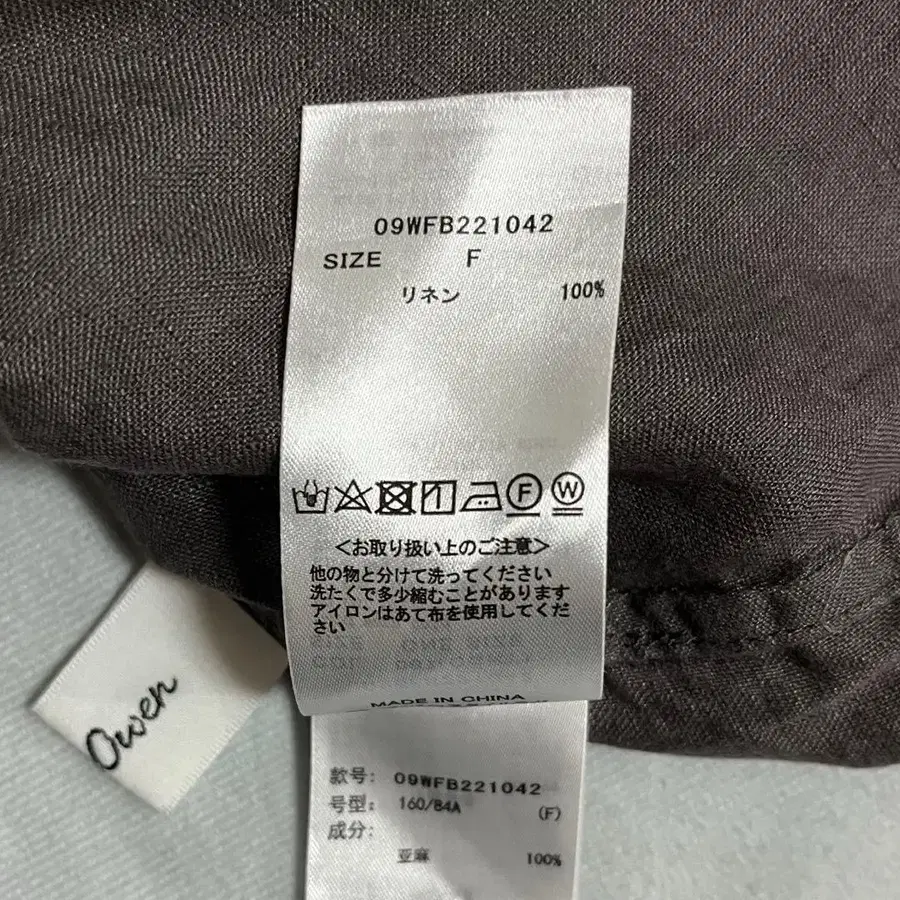 09WFB221042
SIZE F
リネン 100%
F W
<お取り扱い上のご注意>
他の物と分けて洗ってください
洗たくで多少縮むことがあります
アイロンはあて布を使用してくだ
さい
MADE IN CHINA
Owen
款号: 09WFB221042
号型: 160/84A (F)
成分:
亚麻 100%